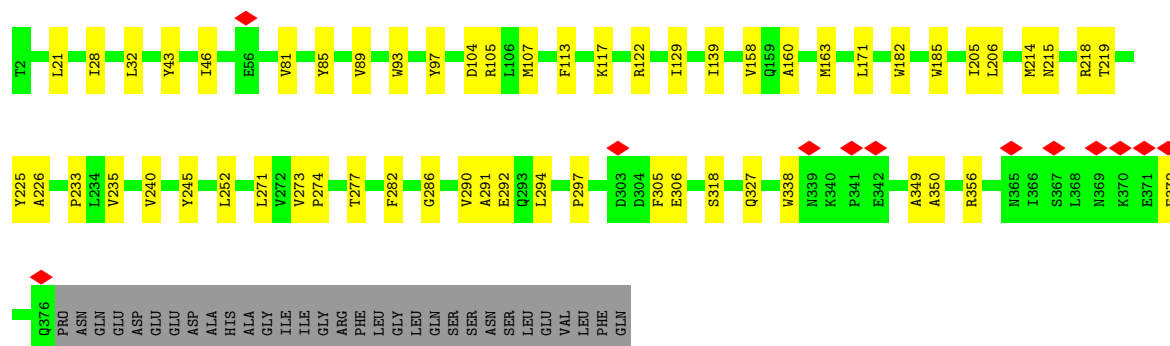 T2 L21 I28 L32 Y43 I46 E56 V81 Y85 V89 W93 Y97 D104 R105 L106 M107 F113 K117 R122 I129 I139 V158 Q159 A160 M163 L171 W182 W185 I205 L206 M214 N215 R218 T219
Y225 A226 P233 L234 V235 V240 Y245 L252 L271 V272 V273 P274 T277 F282 G286 V290 A291 E292 Q293 L294 P297 D303 D304 F305 E306 S318 Q327 W338 N339 K340 P341 E342 A349 A350 R356 N365 I366 S367 L368 N369 K370 E371
Q376 PRO ASN GLN GLU ASP GLU GLU ASP ALA HIS ALA GLY ILE ILE GLY ARG PHE LEU GLY LEU GLN SER SER ASN SER LEU GLU VAL LEU PHE GLN